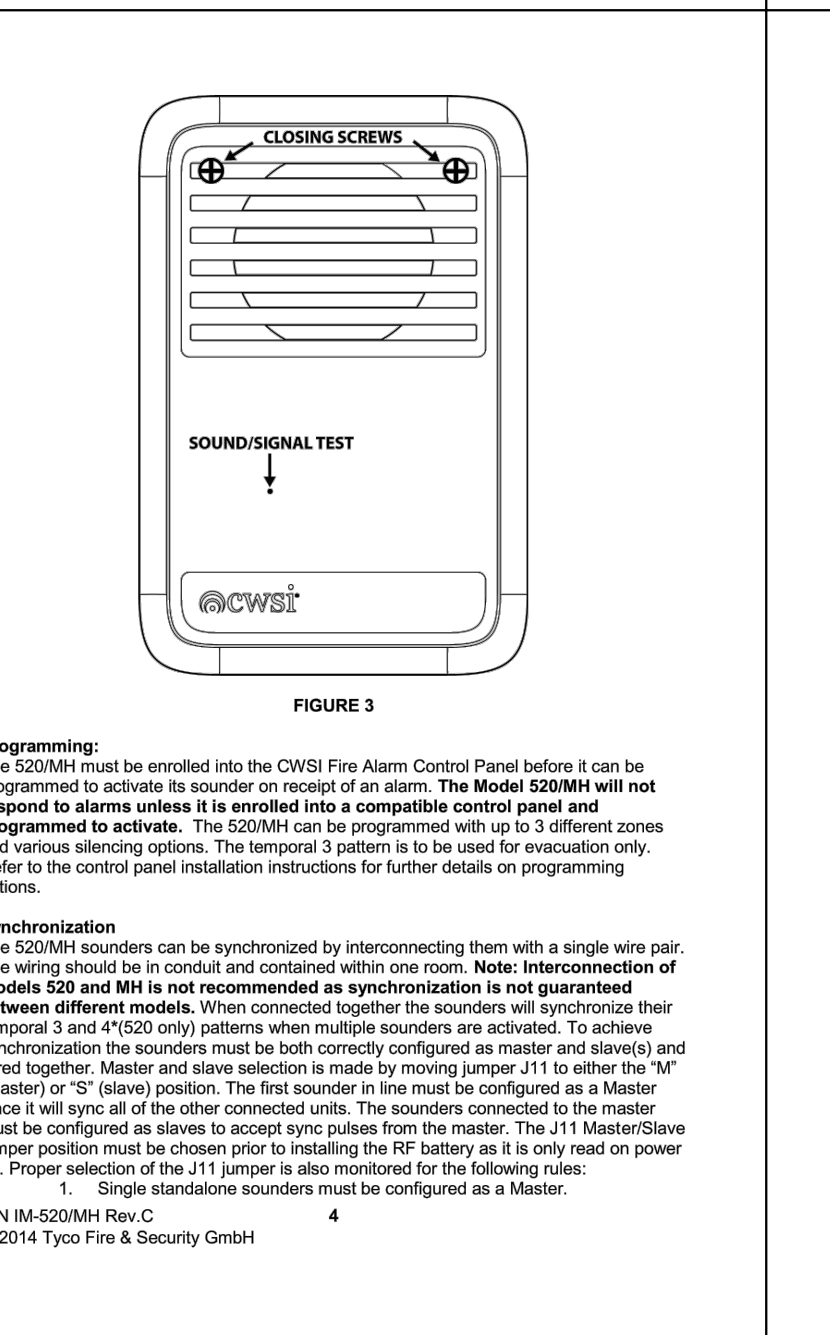 CLOSING SCREWS
SOUND/SIGNAL TEST
cwsi
FIGURE 3
ogramming:
e 520/MH must be enrolled into the CWSI Fire Alarm Control Panel before it can be
ogrammed to activate its sounder on receipt of an alarm. The Model 520/MH will not
spond to alarms unless it is enrolled into a compatible control panel and
ogrammed to activate. The 520/MH can be programmed with up to 3 different zones
d various silencing options. The temporal 3 pattern is to be used for evacuation only.
efer to the control panel installation instructions for further details on programming
tions.
nchronization
e 520/MH sounders can be synchronized by interconnecting them with a single wire pair.
e wiring should be in conduit and contained within one room. Note: Interconnection of
odels 520 and MH is not recommended as synchronization is not guaranteed
tween different models. When connected together the sounders will synchronize their
mporal 3 and 4*(520 only) patterns when multiple sounders are activated. To achieve
nchronization the sounders must be both correctly configured as master and slave(s) and
red together. Master and slave selection is made by moving jumper J11 to either the “M”
aster) or “S” (slave) position. The first sounder in line must be configured as a Master
nce it will sync all of the other connected units. The sounders connected to the master
ust be configured as slaves to accept sync pulses from the master. The J11 Master/Slave
mper position must be chosen prior to installing the RF battery as it is only read on power
. Proper selection of the J11 jumper is also monitored for the following rules:
1. Single standalone sounders must be configured as a Master.
N IM-520/MH Rev.C 4
2014 Tyco Fire & Security GmbH